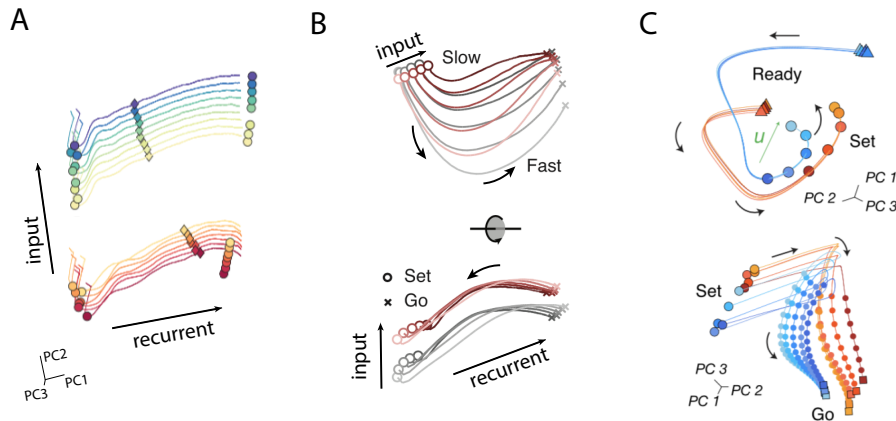 A
input
recurrent
PC2
PC1
PC3
B
input
Slow
Fast
Set
Go
input
recurrent
C
Ready
u
Set
PC 1
PC 2
PC 3
Set
PC 3
PC 2
PC 1
Go